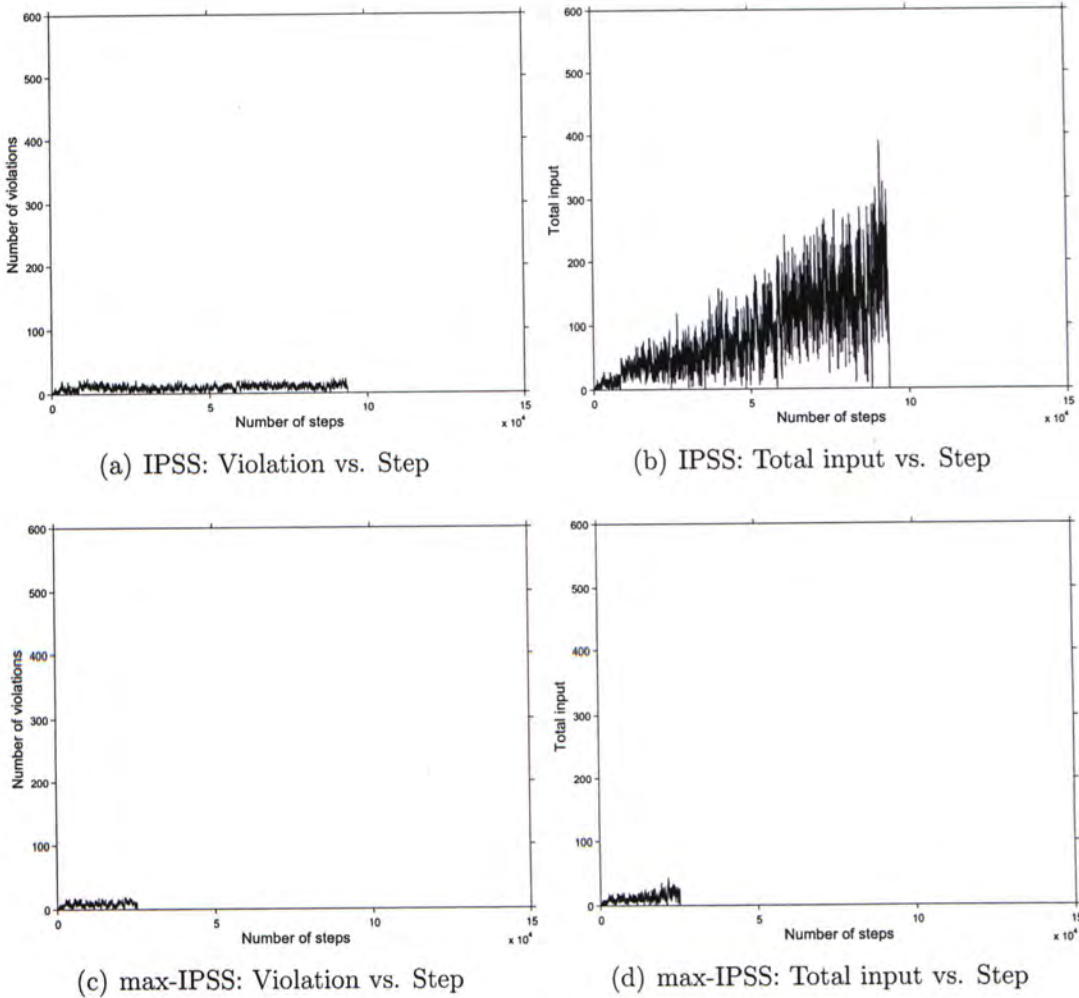 600
500
400
300
200
100
0
Number of violations
0
5
10
15
Number of steps
x 10⁴
(a) IPSS: Violation vs. Step
600
500
400
300
200
100
0
Total input
0
5
10
15
Number of steps
x 10⁴
(b) IPSS: Total input vs. Step
600
500
400
300
200
100
0
Number of violations
0
5
10
15
Number of steps
x 10⁴
(c) max-IPSS: Violation vs. Step
600
500
400
300
200
100
0
Total input
0
5
10
15
Number of steps
x 10⁴
(d) max-IPSS: Total input vs. Step